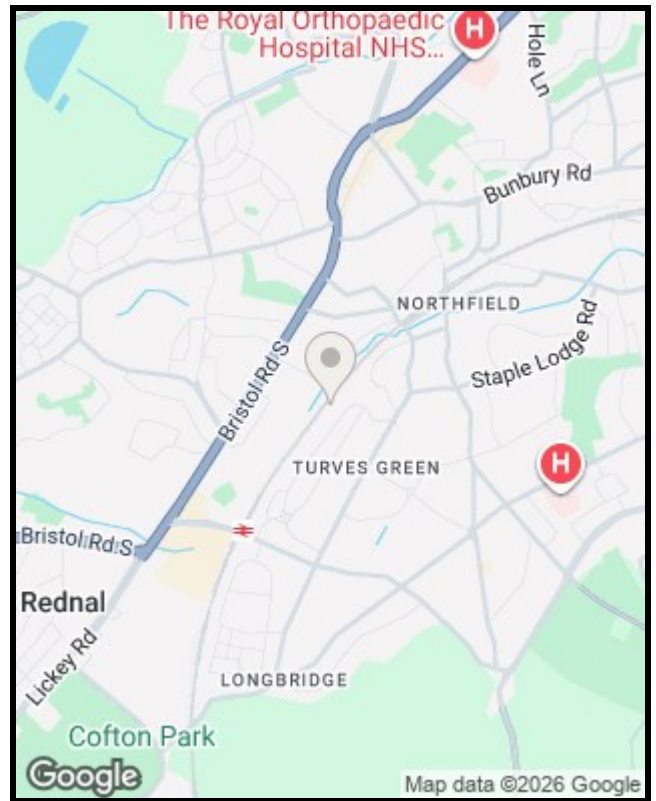 The Royal Orthopaedic
Hospital NHS...
H
Hole Ln
Bunbury Rd
NORTHFIELD
Staple Lodge Rd
Bristol Rd S
TURVES GREEN
H
Bristol Rd S
Rednal
Lickey Rd
LONGBRIDGE
Cofton Park
Google
Map data ©2026 Google